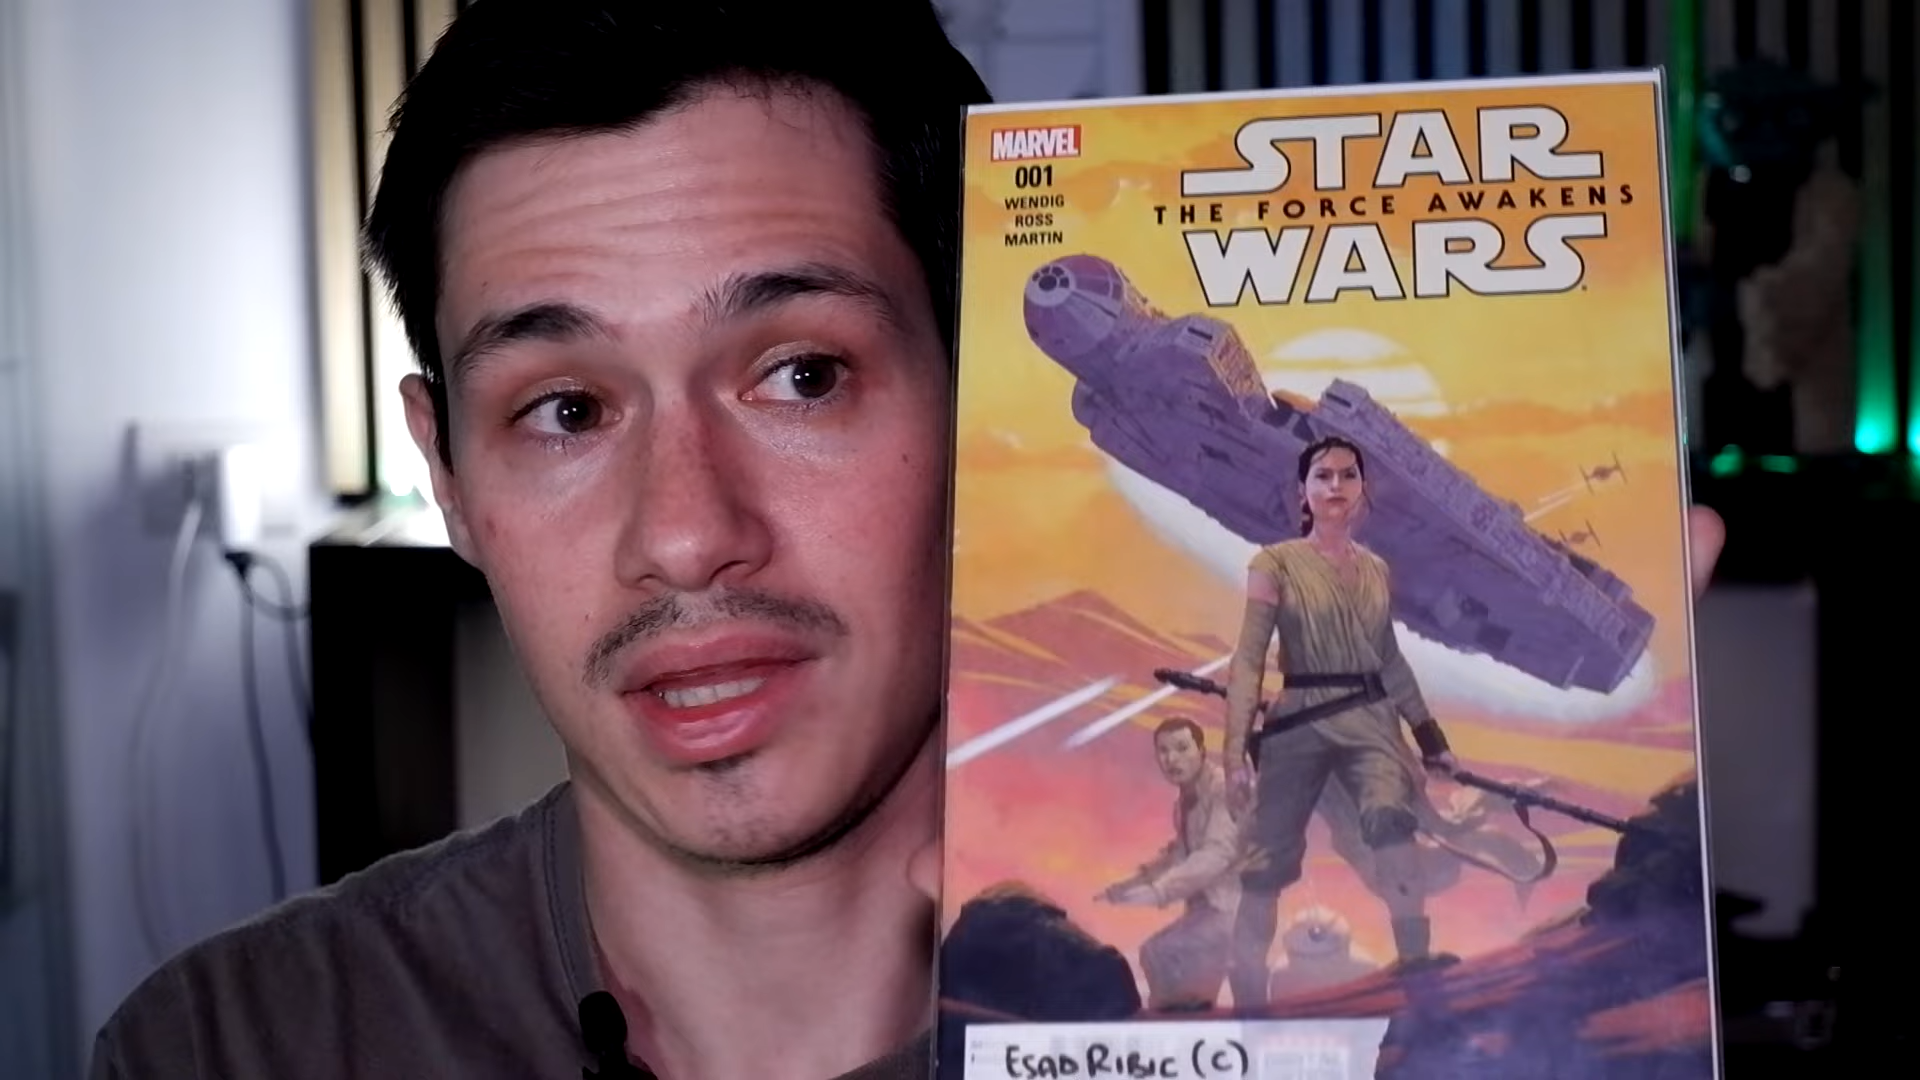 MARVEL
001
WENDIG
ROSS
MARTIN
STAR
THE FORCE AWAKENS
WARS
ESAD RIBIC (C)